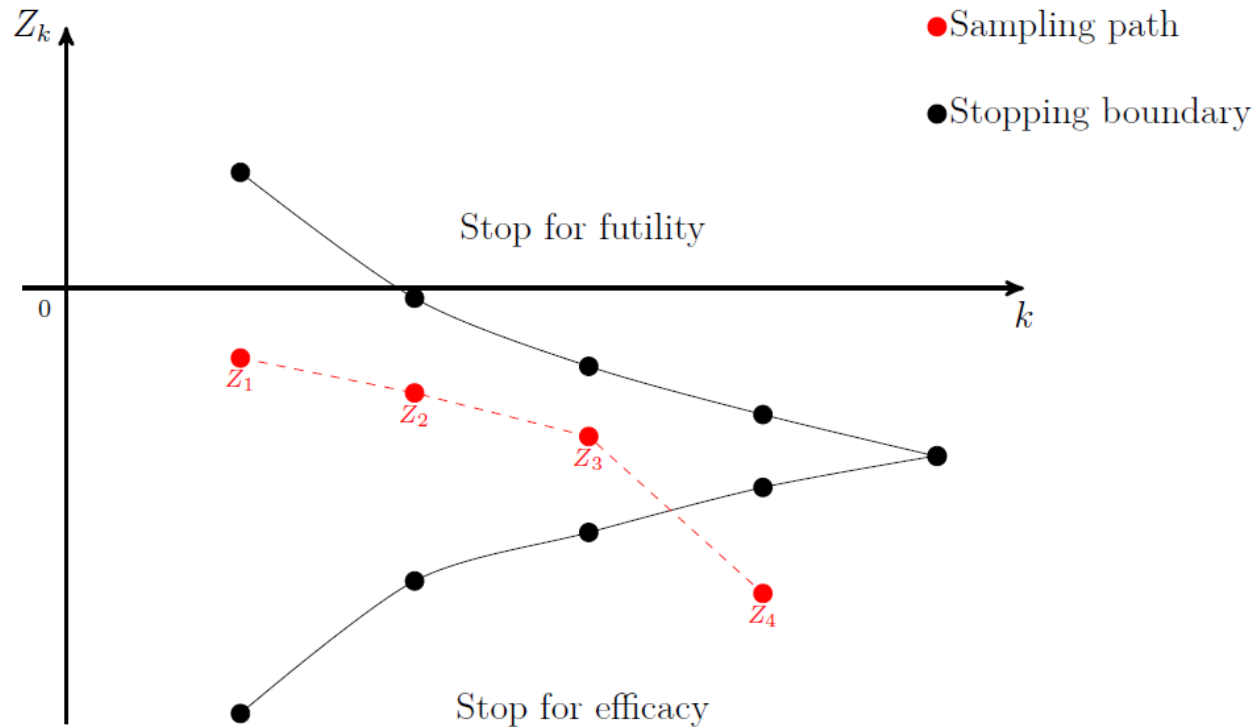 Z_k
Sampling path
Stopping boundary
Stop for futility
0
k
Z_1
Z_2
Z_3
Z_4
Stop for efficacy